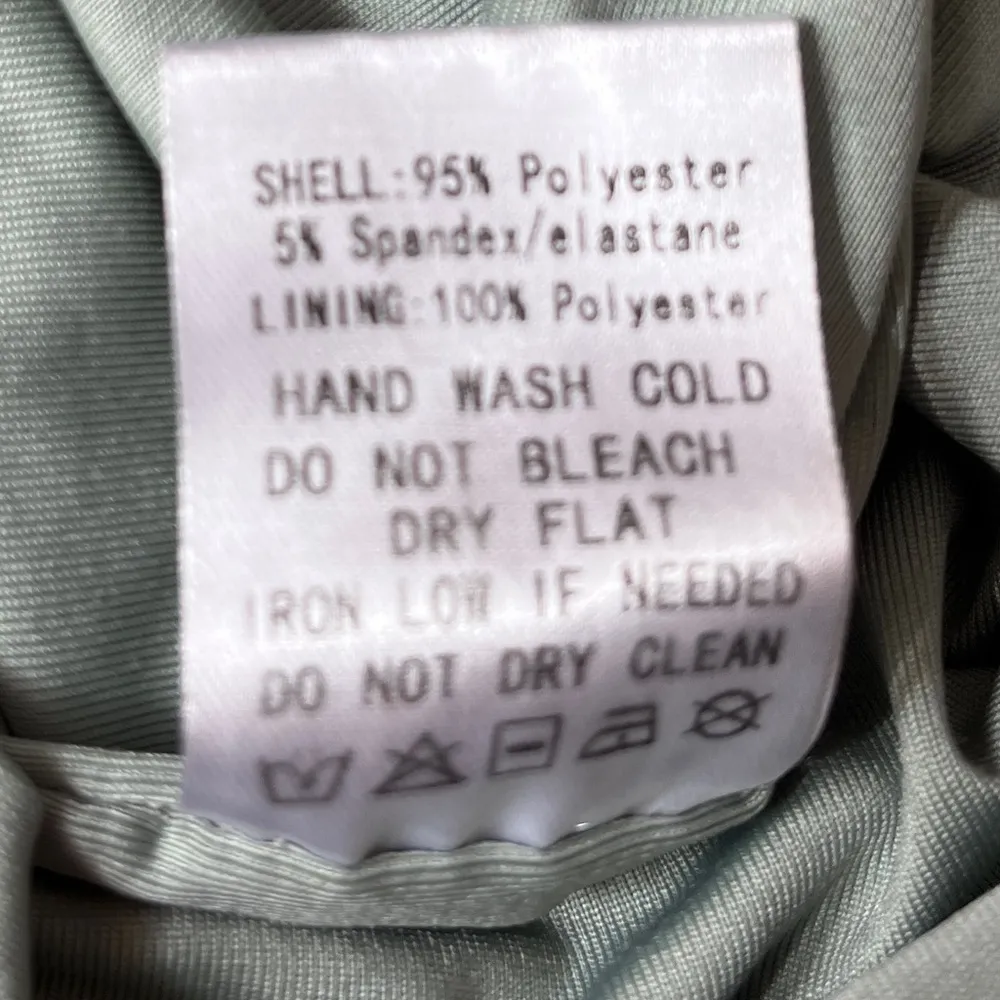 SHELL:95% Polyester
5% Spandex/elastane
LINING:100% Polyester
HAND WASH COLD
DO NOT BLEACH
DRY FLAT
IRON LOW IF NEEDED
DO NOT DRY CLEAN